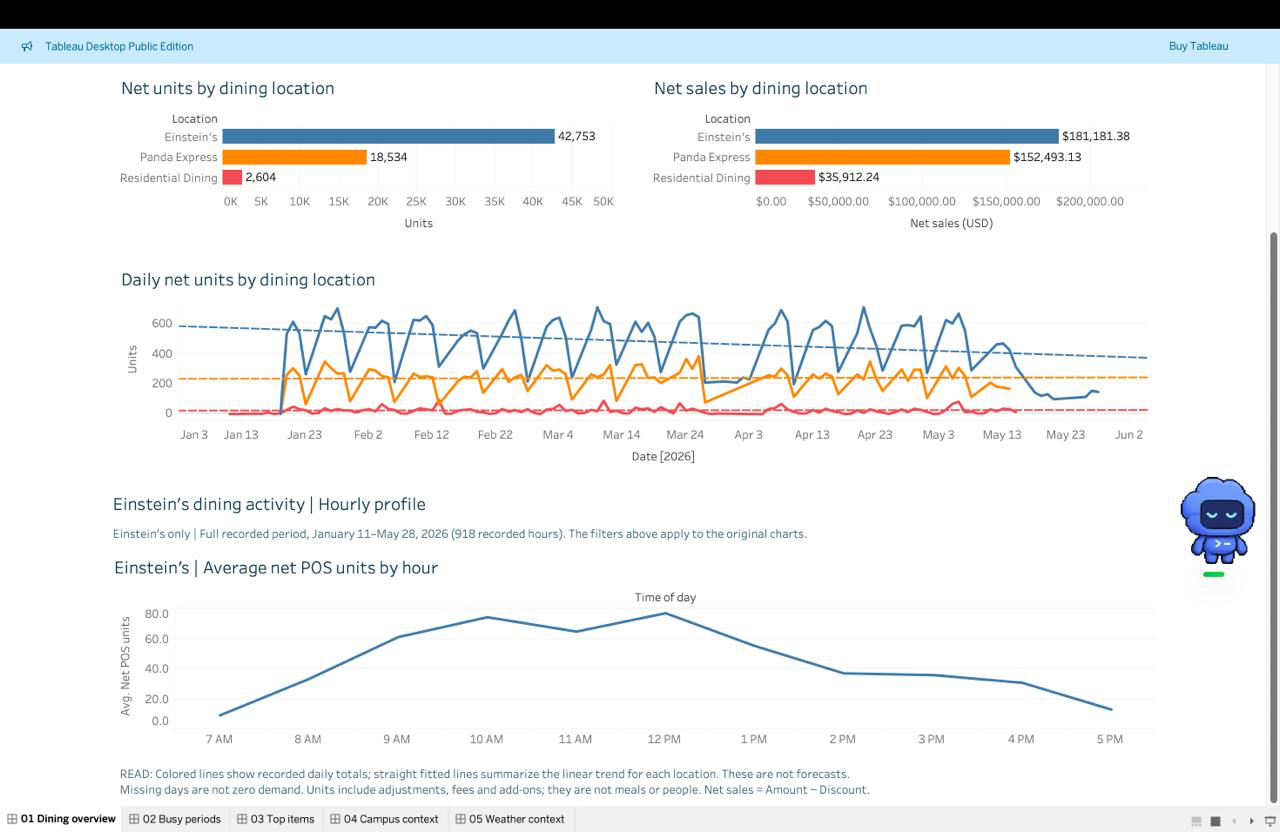 Tableau Desktop Public Edition
Buy Tableau
Net units by dining location
Location
Einstein's 42,753
Panda Express 18,534
Residential Dining 2,604
0K 5K 10K 15K 20K 25K 30K 35K 40K 45K 50K
Units
Net sales by dining location
Location
Einstein's $181,181.38
Panda Express $152,493.13
Residential Dining $35,912.24
$0.00 $50,000.00 $100,000.00 $150,000.00 $200,000.00
Net sales (USD)
Daily net units by dining location
Units
600
400
200
0
Jan 3 Jan 13 Jan 23 Feb 2 Feb 12 Feb 22 Mar 4 Mar 14 Mar 24 Apr 3 Apr 13 Apr 23 May 3 May 13 May 23 Jun 2
Date [2026]
Einstein's dining activity | Hourly profile
Einstein's only | Full recorded period, January 11–May 28, 2026 (918 recorded hours). The filters above apply to the original charts.
Einstein's | Average net POS units by hour
Time of day
Avg. Net POS units
80.0
60.0
40.0
20.0
0.0
7 AM 8 AM 9 AM 10 AM 11 AM 12 PM 1 PM 2 PM 3 PM 4 PM 5 PM
READ: Colored lines show recorded daily totals; straight fitted lines summarize the linear trend for each location. These are not forecasts.
Missing days are not zero demand. Units include adjustments, fees and add-ons; they are not meals or people. Net sales = Amount − Discount.
01 Dining overview 02 Busy periods 03 Top items 04 Campus context 05 Weather context